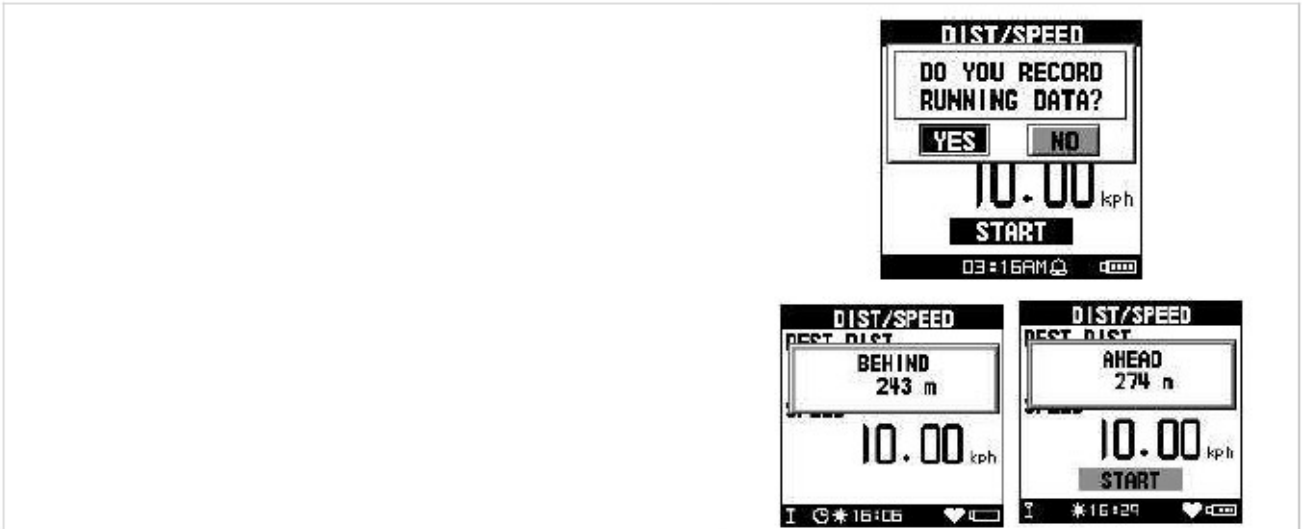 DIST/SPEED
DO YOU RECORD
RUNNING DATA?
YES NO
10.00 kph
START
03:16AM
DIST/SPEED
BEHIND
243 m
10.00 kph
16:06
DIST/SPEED
AHEAD
274 m
10.00 kph
START
16:29